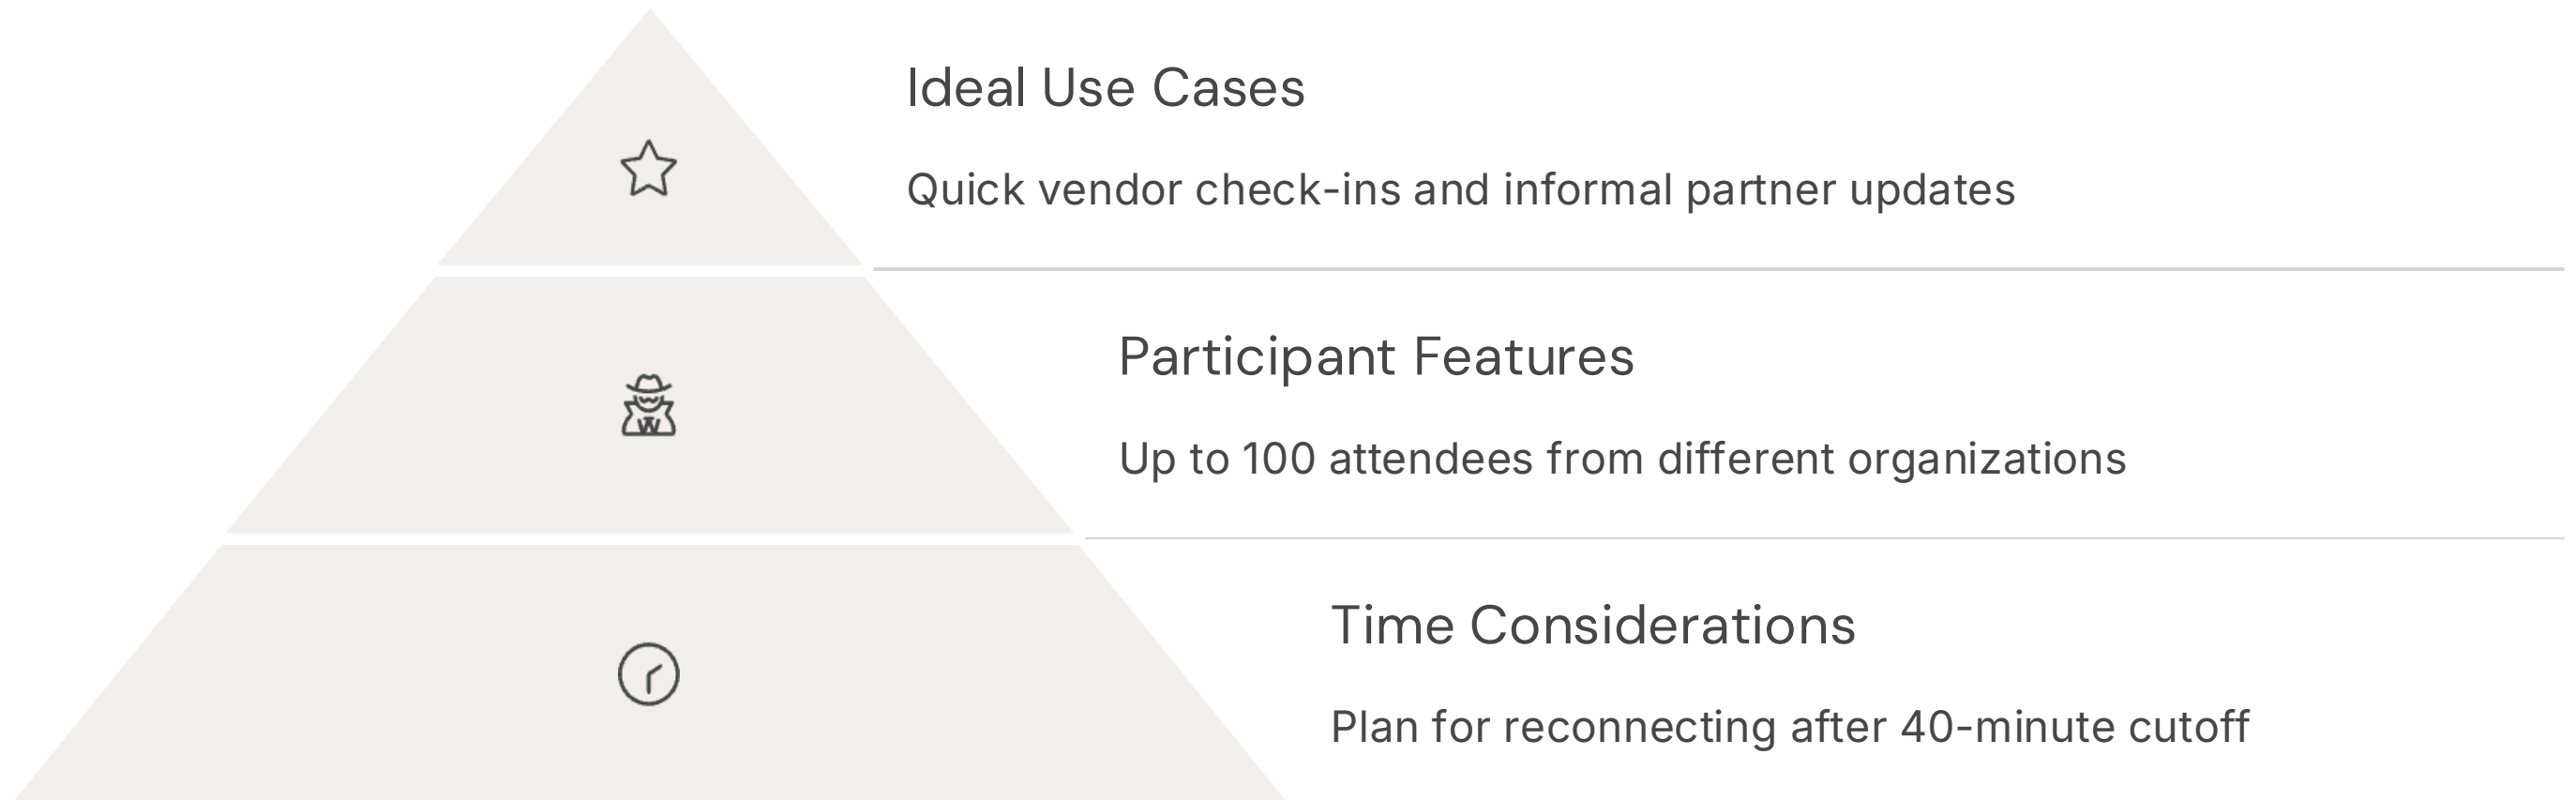 Ideal Use Cases
Quick vendor check-ins and informal partner updates
Participant Features
Up to 100 attendees from different organizations
Time Considerations
Plan for reconnecting after 40-minute cutoff